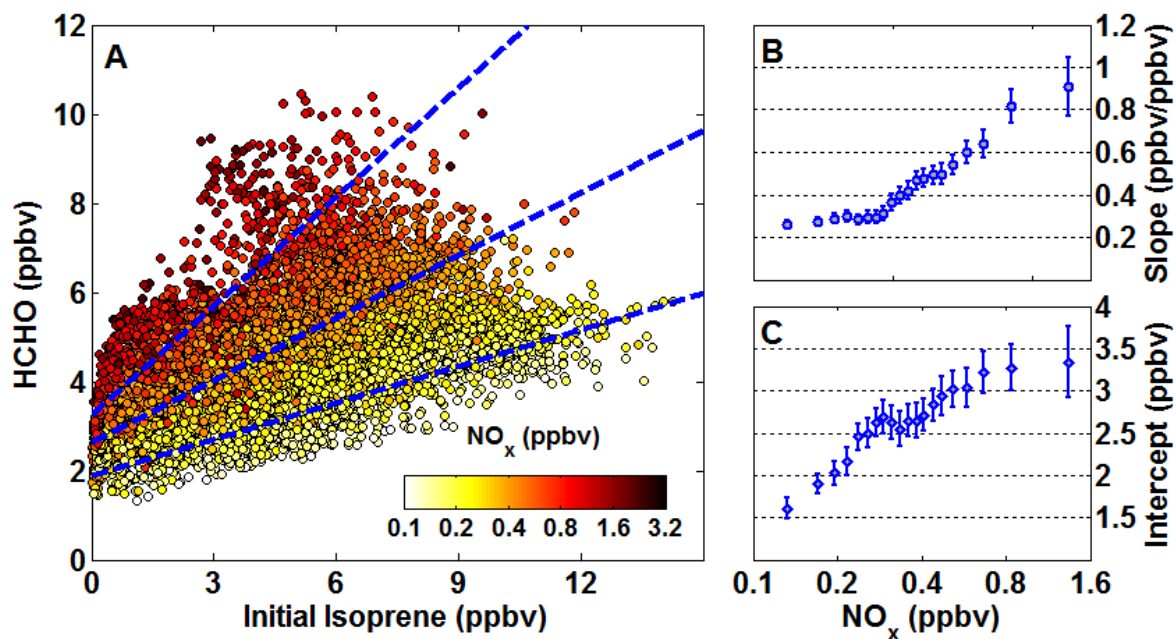 A
12
10
8
6
4
2
0
HCHO (ppbv)
0 3 6 9 12
Initial Isoprene (ppbv)
NOx (ppbv)
0.1 0.2 0.4 0.8 1.6 3.2
B
1.2
1
0.8
0.6
0.4
0.2
Slope (ppbv/ppbv)
C
4
3.5
3
2.5
2
1.5
Intercept (ppbv)
0.1 0.2 0.4 0.8 1.6
NOx (ppbv)